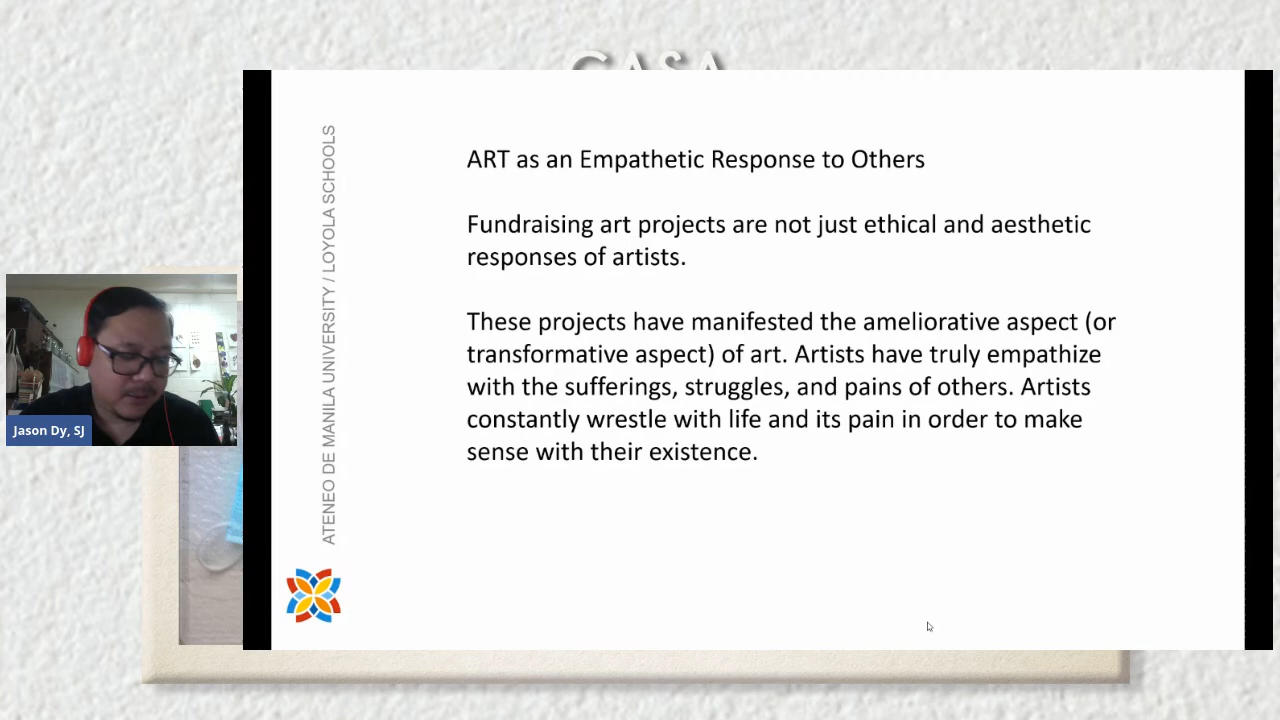 CASA
ATENEO DE MANILA UNIVERSITY / LOYOLA SCHOOLS
ART as an Empathetic Response to Others
Fundraising art projects are not just ethical and aesthetic
responses of artists.
These projects have manifested the ameliorative aspect (or
transformative aspect) of art. Artists have truly empathize
with the sufferings, struggles, and pains of others. Artists
constantly wrestle with life and its pain in order to make
sense with their existence.
Jason Dy, SJ